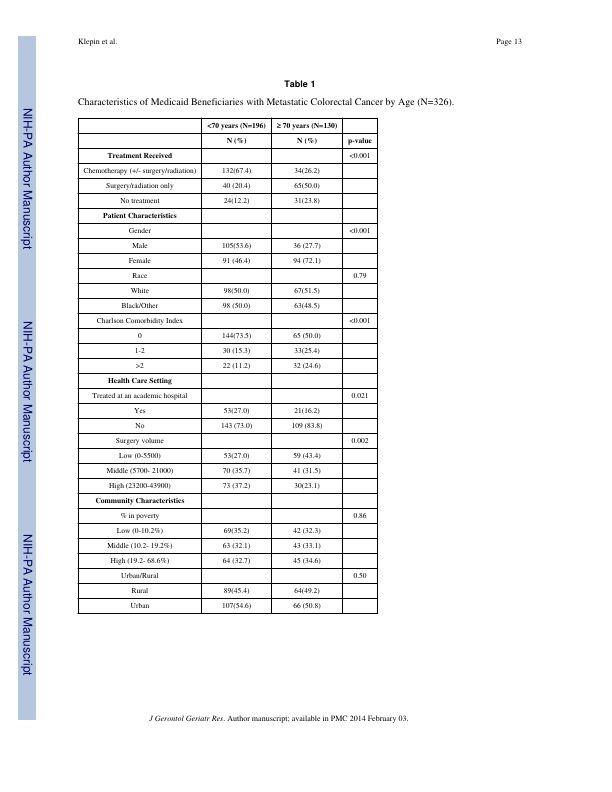 Klepin et al. Page 13
NIH-PA Author Manuscript
NIH-PA Author Manuscript
NIH-PA Author Manuscript
Table 1
Characteristics of Medicaid Beneficiaries with Metastatic Colorectal Cancer by Age (N=326).
<70 years (N=196) ≥ 70 years (N=130)
N (%) N (%) p-value
Treatment Received <0.001
Chemotherapy (+/- surgery/radiation) 132(67.4) 34(26.2)
Surgery/radiation only 40 (20.4) 65(50.0)
No treatment 24(12.2) 31(23.8)
Patient Characteristics
Gender <0.001
Male 105(53.6) 36 (27.7)
Female 91 (46.4) 94 (72.1)
Race 0.79
White 98(50.0) 67(51.5)
Black/Other 98 (50.0) 63(48.5)
Charlson Comorbidity Index <0.001
0 144(73.5) 65 (50.0)
1-2 30 (15.3) 33(25.4)
>2 22 (11.2) 32 (24.6)
Health Care Setting
Treated at an academic hospital 0.021
Yes 53(27.0) 21(16.2)
No 143 (73.0) 109 (83.8)
Surgery volume 0.002
Low (0-5500) 53(27.0) 59 (43.4)
Middle (5700- 21000) 70 (35.7) 41 (31.5)
High (23200-43900) 73 (37.2) 30(23.1)
Community Characteristics
% in poverty 0.86
Low (0-10.2%) 69(35.2) 42 (32.3)
Middle (10.2- 19.2%) 63 (32.1) 43 (33.1)
High (19.2- 68.6%) 64 (32.7) 45 (34.6)
Urban/Rural 0.50
Rural 89(45.4) 64(49.2)
Urban 107(54.6) 66 (50.8)
J Gerontol Geriatr Res. Author manuscript; available in PMC 2014 February 03.